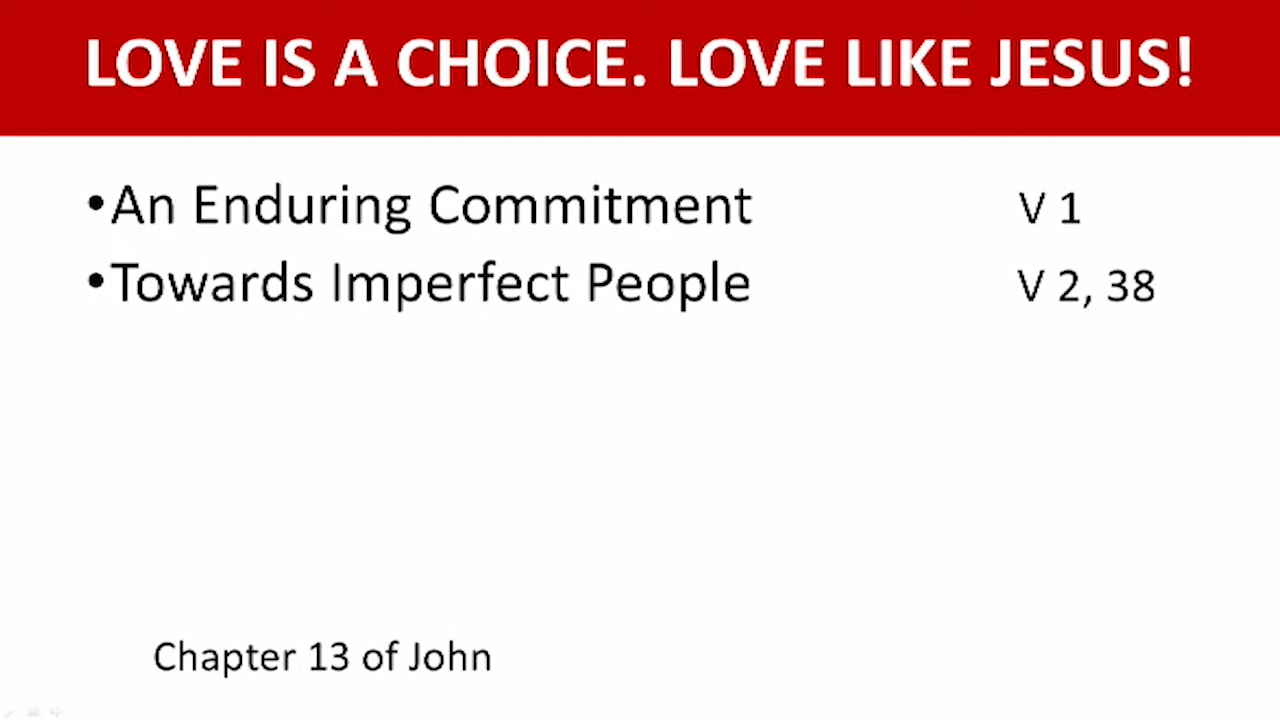 LOVE IS A CHOICE. LOVE LIKE JESUS!
•An Enduring Commitment V 1
•Towards Imperfect People V 2, 38
Chapter 13 of John